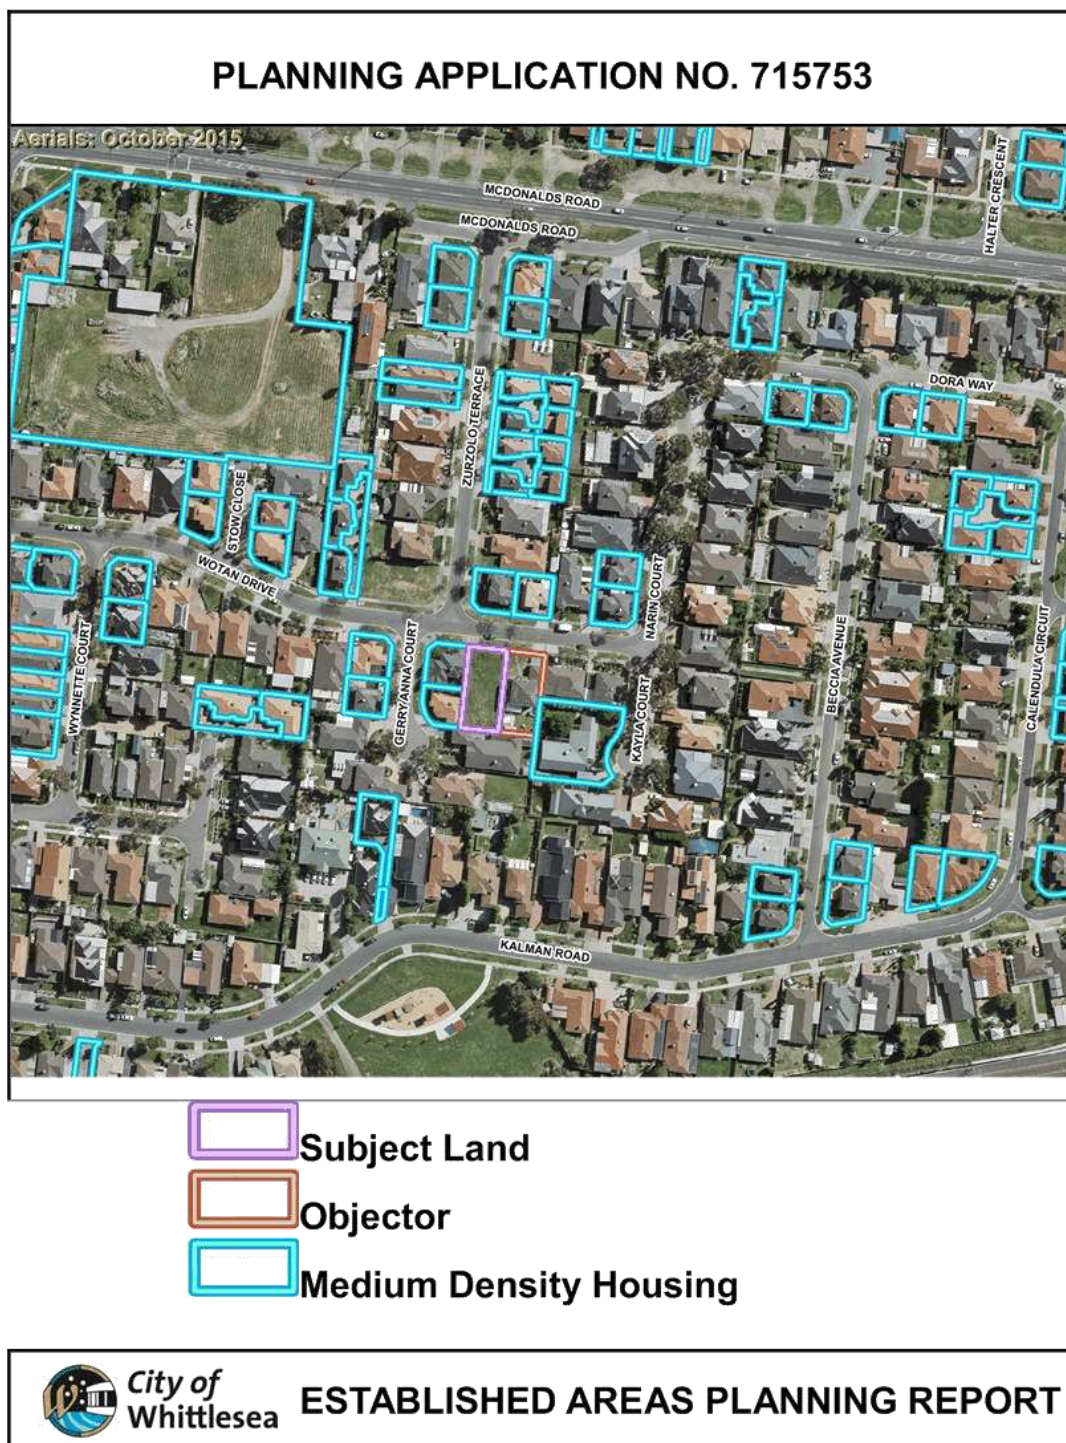 PLANNING APPLICATION NO. 715753
Aerials: October 2015
MCDONALDS ROAD
MCDONALDS ROAD
HALTER CRESCENT
DORA WAY
ZURZOLO TERRACE
STOW CLOSE
WOTAN DRIVE
NARIN COURT
WYNNETTE COURT
GERRYANNA COURT
KAYLA COURT
BECCIA AVENUE
CALENDULA CIRCUIT
KALMAN ROAD
Subject Land
Objector
Medium Density Housing
City of
Whittlesea
ESTABLISHED AREAS PLANNING REPORT